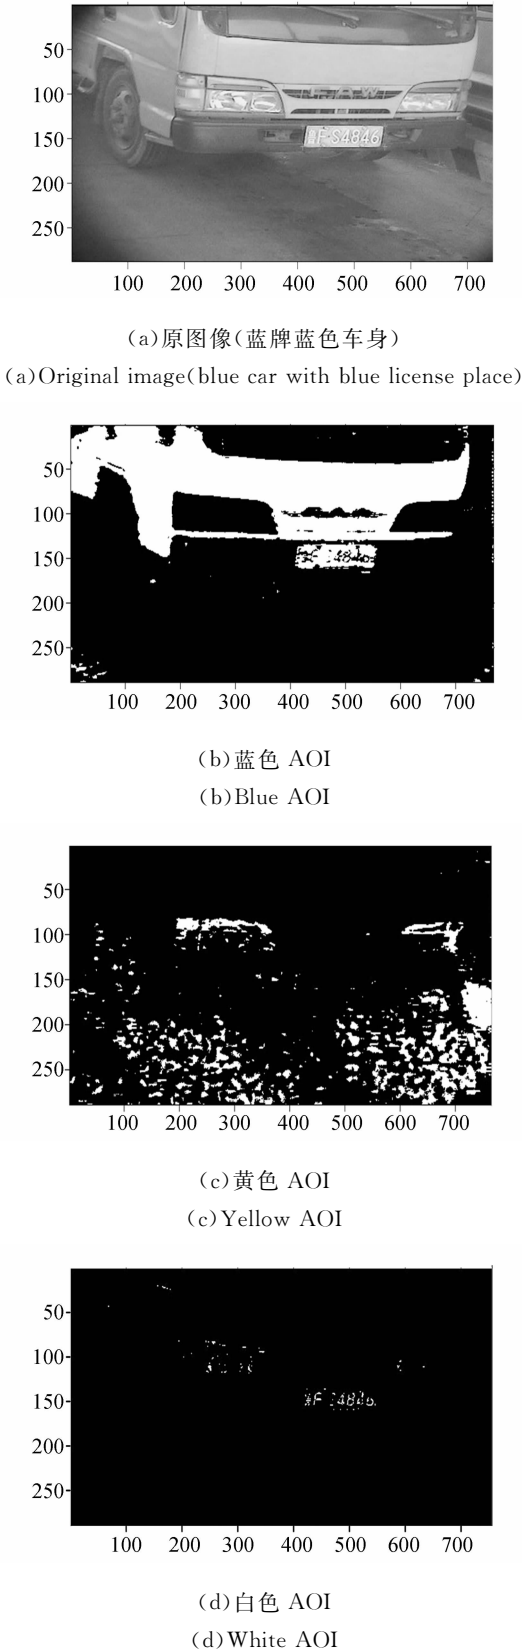 50
100
150
200
250
FAW
F·S4846
100 200 300 400 500 600 700
(a)原图像(蓝牌蓝色车身)
(a)Original image(blue car with blue license place)
50
100
150
200
250
100 200 300 400 500 600 700
(b)蓝色 AOI
(b)Blue AOI
50
100
150
200
250
100 200 300 400 500 600 700
(c)黄色 AOI
(c)Yellow AOI
50
100
150
200
250
F 4846
100 200 300 400 500 600 700
(d)白色 AOI
(d)White AOI